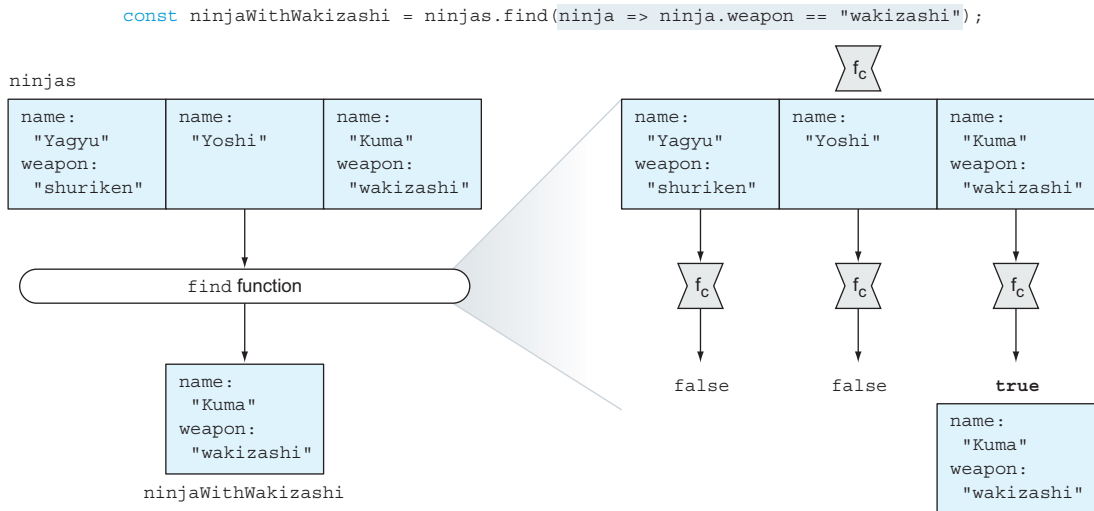 const ninjaWithWakizashi = ninjas.find(ninja => ninja.weapon == "wakizashi");
fc
ninjas
name:
"Yagyu"
weapon:
"shuriken"
name:
"Yoshi"
name:
"Kuma"
weapon:
"wakizashi"
find function
name:
"Kuma"
weapon:
"wakizashi"
ninjaWithWakizashi
name:
"Yagyu"
weapon:
"shuriken"
name:
"Yoshi"
name:
"Kuma"
weapon:
"wakizashi"
fc
fc
fc
false
false
true
name:
"Kuma"
weapon:
"wakizashi"